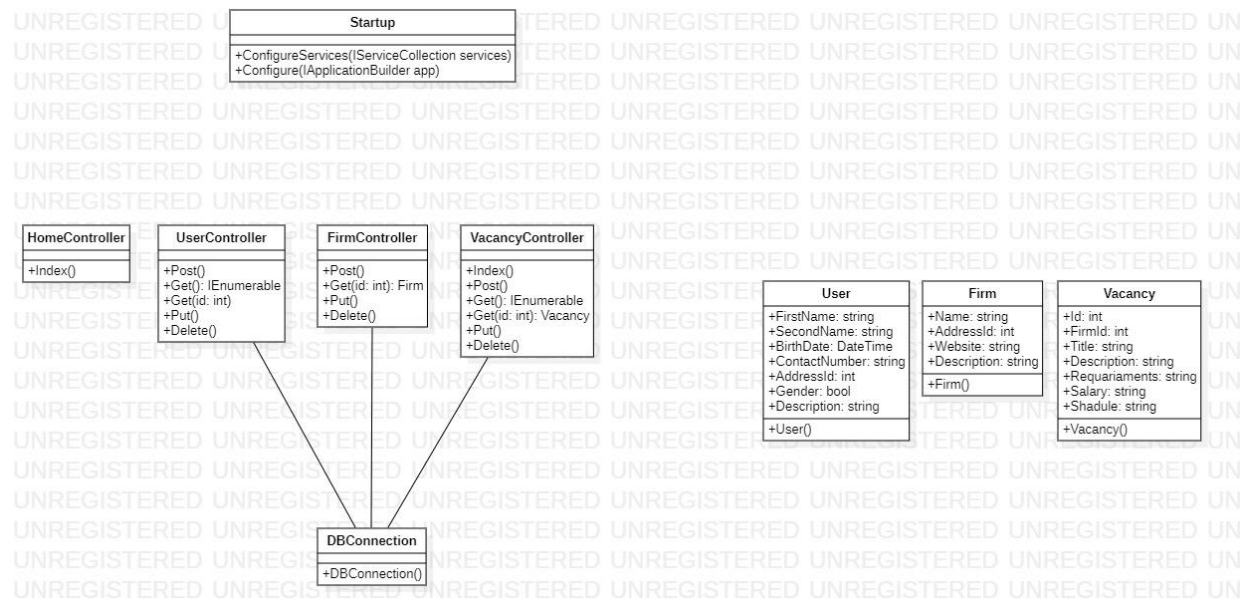 Startup
+ConfigureServices(IServiceCollection services)
+Configure(IApplicationBuilder app)
HomeController
+Index()
UserController
+Post()
+Get(): IEnumerable
+Get(id: int)
+Put()
+Delete()
FirmController
+Post()
+Get(id: int): Firm
+Put()
+Delete()
VacancyController
+Index()
+Post()
+Get(): IEnumerable
+Get(id: int): Vacancy
+Put()
+Delete()
User
+FirstName: string
+SecondName: string
+BirthDate: DateTime
+ContactNumber: string
+AddressId: int
+Gender: bool
+Description: string
+User()
Firm
+Name: string
+AddressId: int
+Website: string
+Description: string
+Firm()
Vacancy
+Id: int
+FirmId: int
+Title: string
+Description: string
+Requariaments: string
+Salary: string
+Shadule: string
+Vacancy()
DBConnection
+DBConnection()
UNREGISTERED